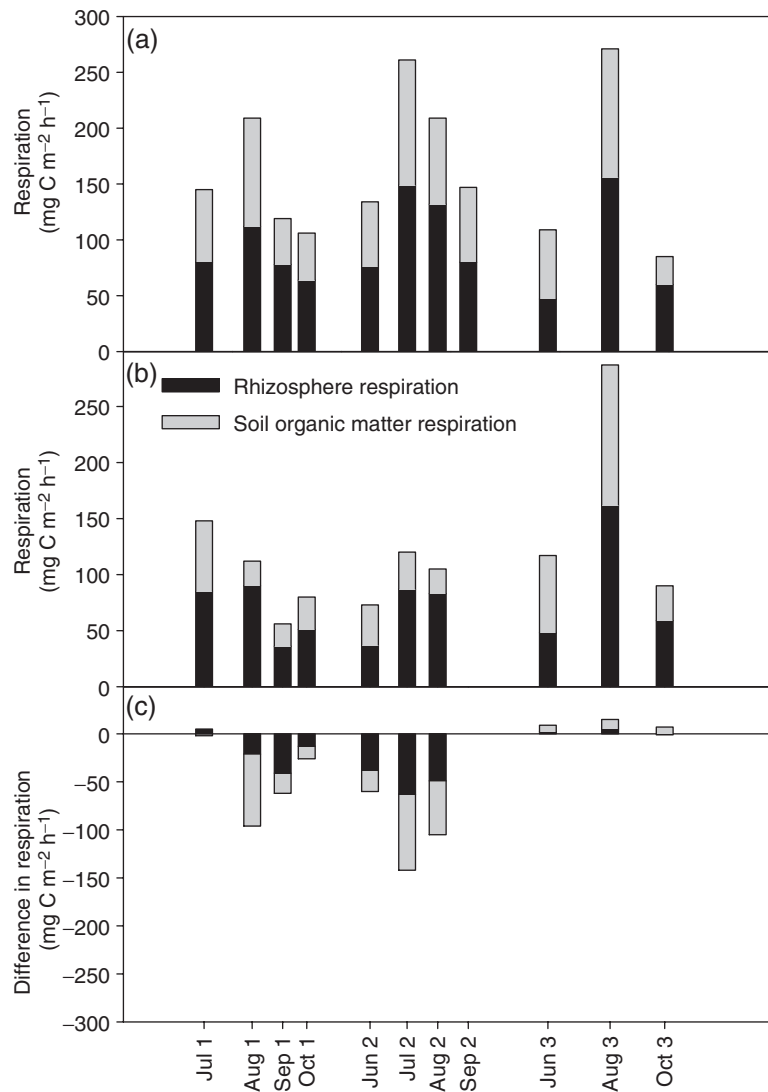 (a)
300
250
200
150
100
50
0
Respiration
(mg C m⁻² h⁻¹)
(b)
Rhizosphere respiration
Soil organic matter respiration
250
200
150
100
50
0
Respiration
(mg C m⁻² h⁻¹)
(c)
0
−50
−100
−150
−200
−250
−300
Difference in respiration
(mg C m⁻² h⁻¹)
Jul 1
Aug 1
Sep 1
Oct 1
Jun 2
Jul 2
Aug 2
Sep 2
Jun 3
Aug 3
Oct 3